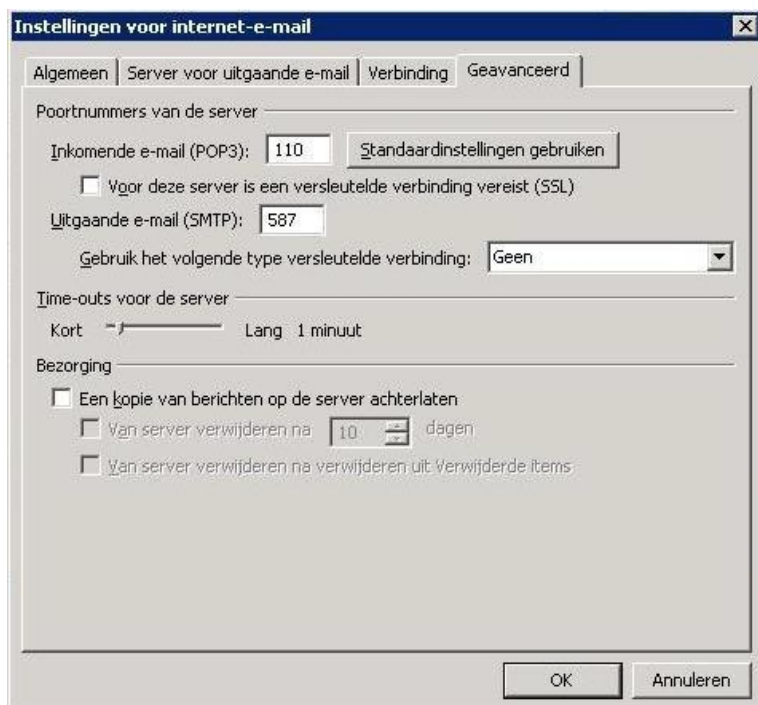 Instellingen voor internet-e-mail
Algemeen Server voor uitgaande e-mail Verbinding Geavanceerd
Poortnummers van de server
Inkomende e-mail (POP3): 110 Standaardinstellingen gebruiken
Voor deze server is een versleutelde verbinding vereist (SSL)
Uitgaande e-mail (SMTP): 587
Gebruik het volgende type versleutelde verbinding: Geen
Time-outs voor de server
Kort Lang 1 minuut
Bezorging
Een kopie van berichten op de server achterlaten
Van server verwijderen na 10 dagen
Van server verwijderen na verwijderen uit Verwijderde items
OK Annuleren